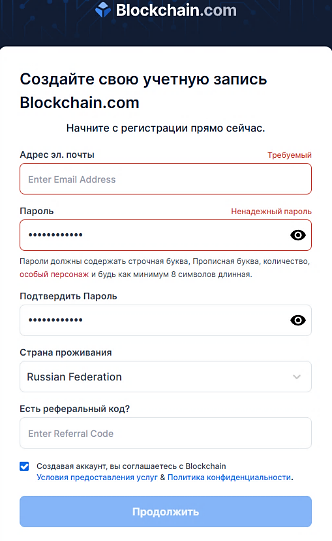 Blockchain.com
Создайте свою учетную запись
Blockchain.com
Начните с регистрации прямо сейчас.
Адрес эл. почты Требуемый
Enter Email Address
Пароль Ненадежный пароль
••••••••••••
Пароли должны содержать строчная буква, Прописная буква, количество,
особый персонаж и будь как минимум 8 символов длинная.
Подтвердить Пароль
••••••••••••
Страна проживания
Russian Federation
Есть реферальный код?
Enter Referral Code
Создавая аккаунт, вы соглашаетесь с Blockchain
Условия предоставления услуг & Политика конфиденциальности.
Продолжить